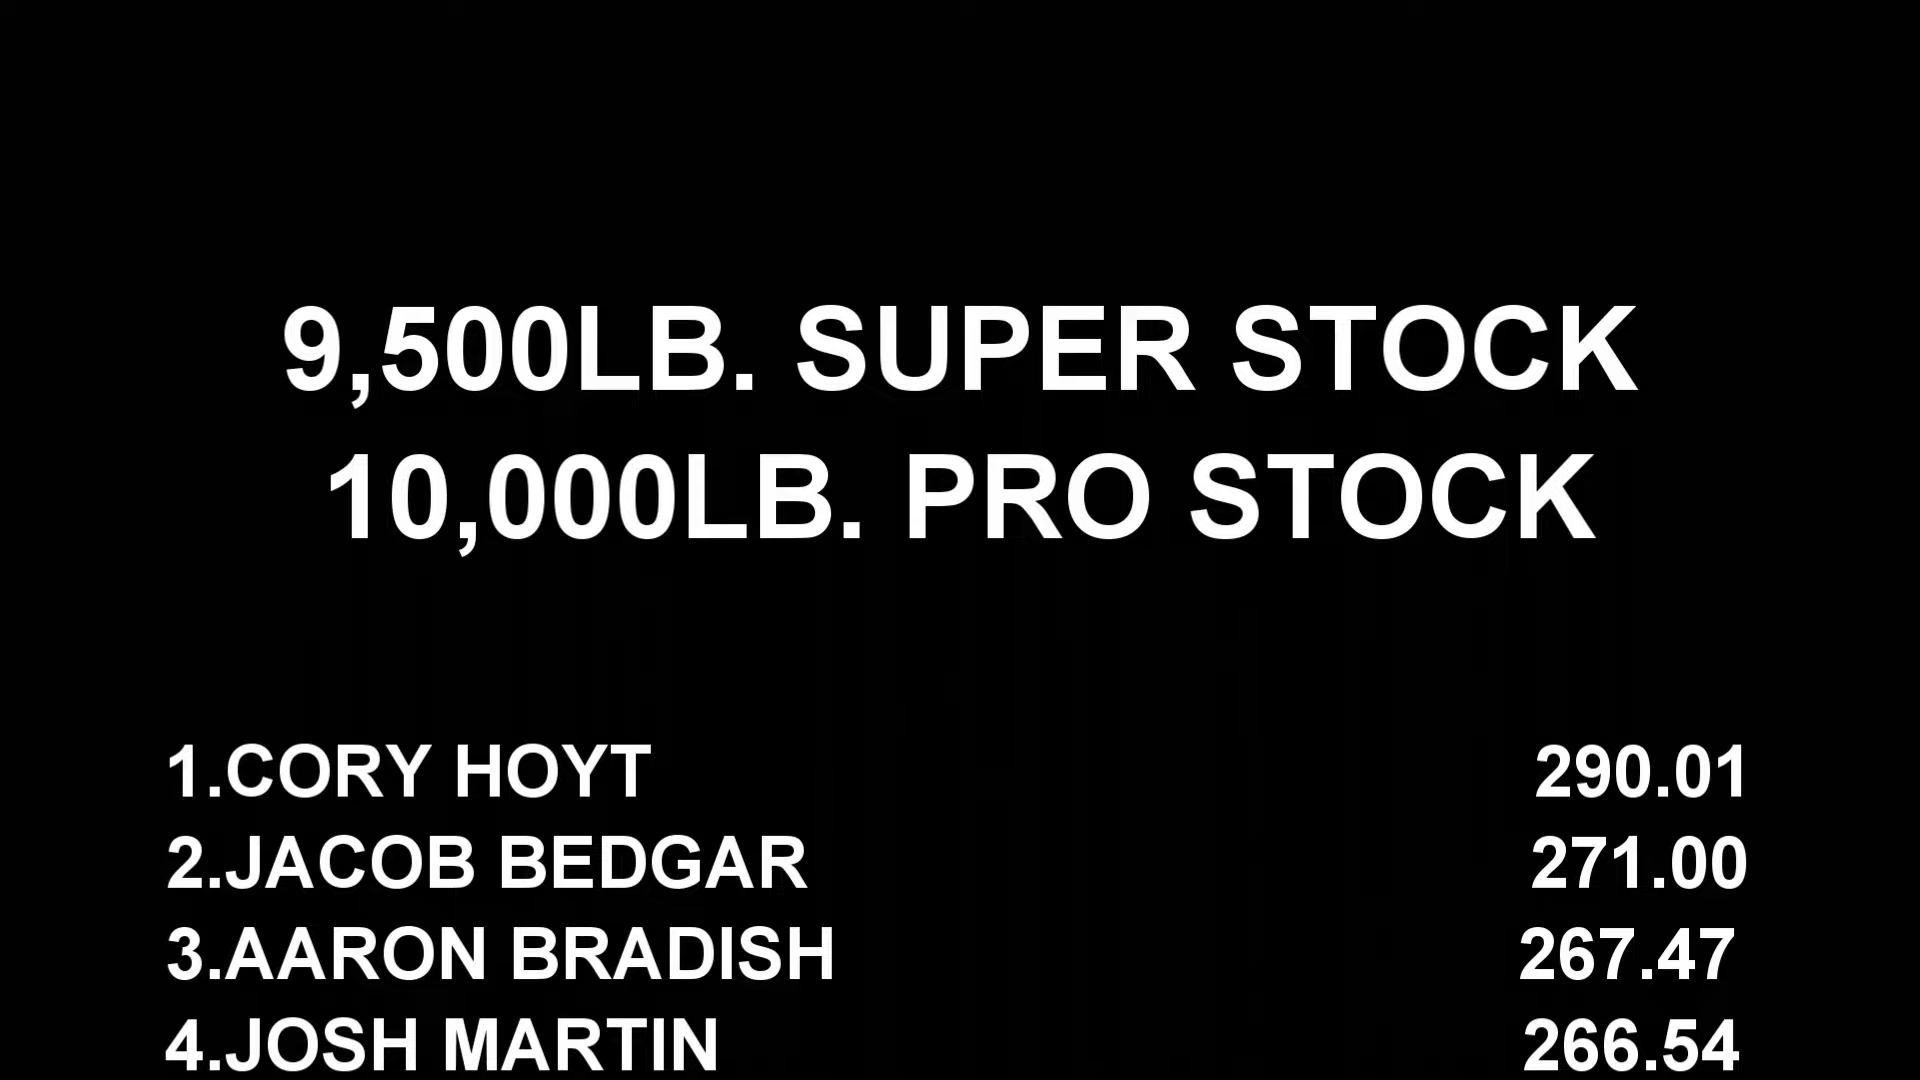 9,500LB. SUPER STOCK
10,000LB. PRO STOCK
1.CORY HOYT 290.01
2.JACOB BEDGAR 271.00
3.AARON BRADISH 267.47
4.JOSH MARTIN 266.54